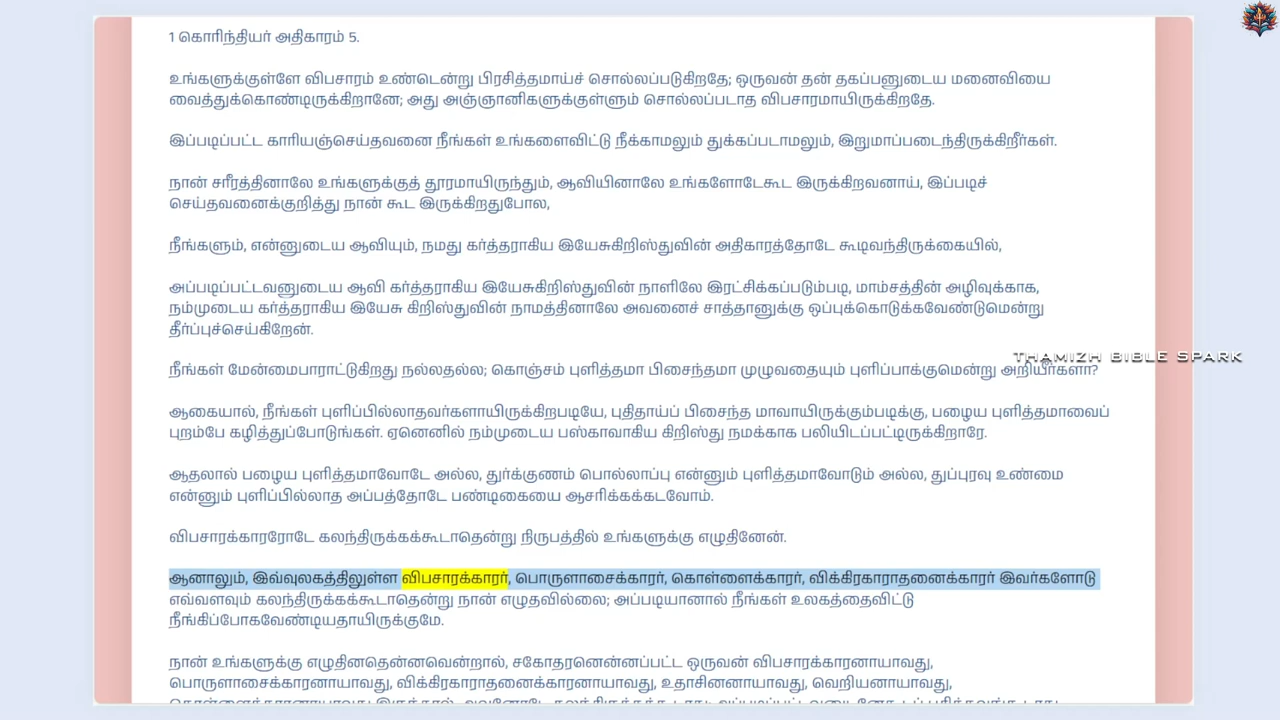 1 கொரிந்தியர் அதிகாரம் 5.
உங்களுக்குள்ளே விபசாரம் உண்டென்று பிரசித்தமாய்ச் சொல்லப்படுகிறதே; ஒருவன் தன் தகப்பனுடைய மனைவியை
வைத்துக்கொண்டிருக்கிறானே; அது அஞ்ஞானிகளுக்குள்ளும் சொல்லப்படாத விபசாரமாயிருக்கிறதே.
இப்படிப்பட்ட காரியஞ்செய்தவனை நீங்கள் உங்களைவிட்டு நீக்காமலும் துக்கப்படாமலும், இறுமாப்படைந்திருக்கிறீர்கள்.
நான் சரீரத்தினாலே உங்களுக்குத் தூரமாயிருந்தும், ஆவியினாலே உங்களோடேகூட இருக்கிறவனாய், இப்படிச்
செய்தவனைக்குறித்து நான் கூட இருக்கிறதுபோல,
நீங்களும், என்னுடைய ஆவியும், நமது கர்த்தராகிய இயேசுகிறிஸ்துவின் அதிகாரத்தோடே கூடிவந்திருக்கையில்,
அப்படிப்பட்டவனுடைய ஆவி கர்த்தராகிய இயேசுகிறிஸ்துவின் நாளிலே இரட்சிக்கப்படும்படி, மாம்சத்தின் அழிவுக்காக,
நம்முடைய கர்த்தராகிய இயேசு கிறிஸ்துவின் நாமத்தினாலே அவனைச் சாத்தானுக்கு ஒப்புக்கொடுக்கவேண்டுமென்று
தீர்ப்புச்செய்கிறேன்.
THAMIZH BIBLE SPARK
நீங்கள் மேன்மைபாராட்டுகிறது நல்லதல்ல; கொஞ்சம் புளித்தமா பிசைந்தமா முழுவதையும் புளிப்பாக்குமென்று அறியீர்களா?
ஆகையால், நீங்கள் புளிப்பில்லாதவர்களாயிருக்கிறபடியே, புதிதாய்ப் பிசைந்த மாவாயிருக்கும்படிக்கு, பழைய புளித்தமாவைப்
புறம்பே கழித்துப்போடுங்கள். ஏனெனில் நம்முடைய பஸ்காவாகிய கிறிஸ்து நமக்காக பலியிடப்பட்டிருக்கிறாரே.
ஆதலால் பழைய புளித்தமாவோடே அல்ல, துர்க்குணம் பொல்லாப்பு என்னும் புளித்தமாவோடும் அல்ல, துப்புரவு உண்மை
என்னும் புளிப்பில்லாத அப்பத்தோடே பண்டிகையை ஆசரிக்கக்கடவோம்.
விபசாரக்காரரோடே கலந்திருக்கக்கூடாதென்று நிருபத்தில் உங்களுக்கு எழுதினேன்.
ஆனாலும், இவ்வுலகத்திலுள்ள விபசாரக்காரர், பொருளாசைக்காரர், கொள்ளைக்காரர், விக்கிரகாராதனைக்காரர் இவர்களோடு
எவ்வளவும் கலந்திருக்கக்கூடாதென்று நான் எழுதவில்லை; அப்படியானால் நீங்கள் உலகத்தைவிட்டு
நீங்கிப்போகவேண்டியதாயிருக்குமே.
நான் உங்களுக்கு எழுதினதென்னவென்றால், சகோதரனென்னப்பட்ட ஒருவன் விபசாரக்காரனாயாவது,
பொருளாசைக்காரனாயாவது, விக்கிரகாராதனைக்காரனாயாவது, உதாசினனாயாவது, வெறியனாயாவது,